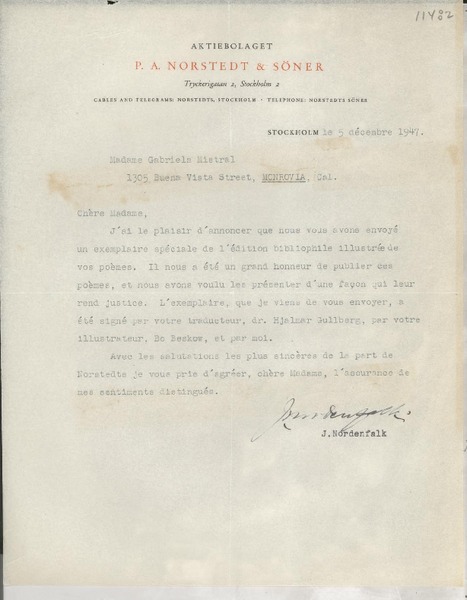 11482
AKTIEBOLAGET
P. A. NORSTEDT & SÖNER
Tryckerigatan 2, Stockholm 2
CABLES AND TELEGRAMS: NORSTEDTS, STOCKHOLM · TELEPHONE: NORSTEDTS SÖNER
STOCKHOLM le 5 décembre 1947.
Madame Gabriela Mistral
1305 Buena Vista Street, MONROVIA, Cal.
Chère Madame,
J'ai le plaisir d'annoncer que nous vous avons envoyé
un exemplaire spéciale de l'édition bibliophile illustrée de
vos poèmes. Il nous a été un grand honneur de publier ces
poèmes, et nous avons voulu les présenter d'une façon qui leur
rend justice. L'exemplaire, que je viens de vous envoyer, a
été signé par votre traducteur, dr. Hjalmar Gullberg, par votre
illustrateur, Bo Beskow, et par moi.
Avec les salutations les plus sincères de la part de
Norstedts je vous pris d'agréer, chère Madame, l'assurance de
mes sentiments distingués.
J. Nordenfalk
J. Nordenfalk